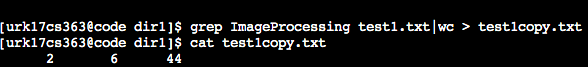 [urk17cs363@code dir1]$ grep ImageProcessing test1.txt|wc > test1copy.txt
[urk17cs363@code dir1]$ cat test1copy.txt
      2       6      44